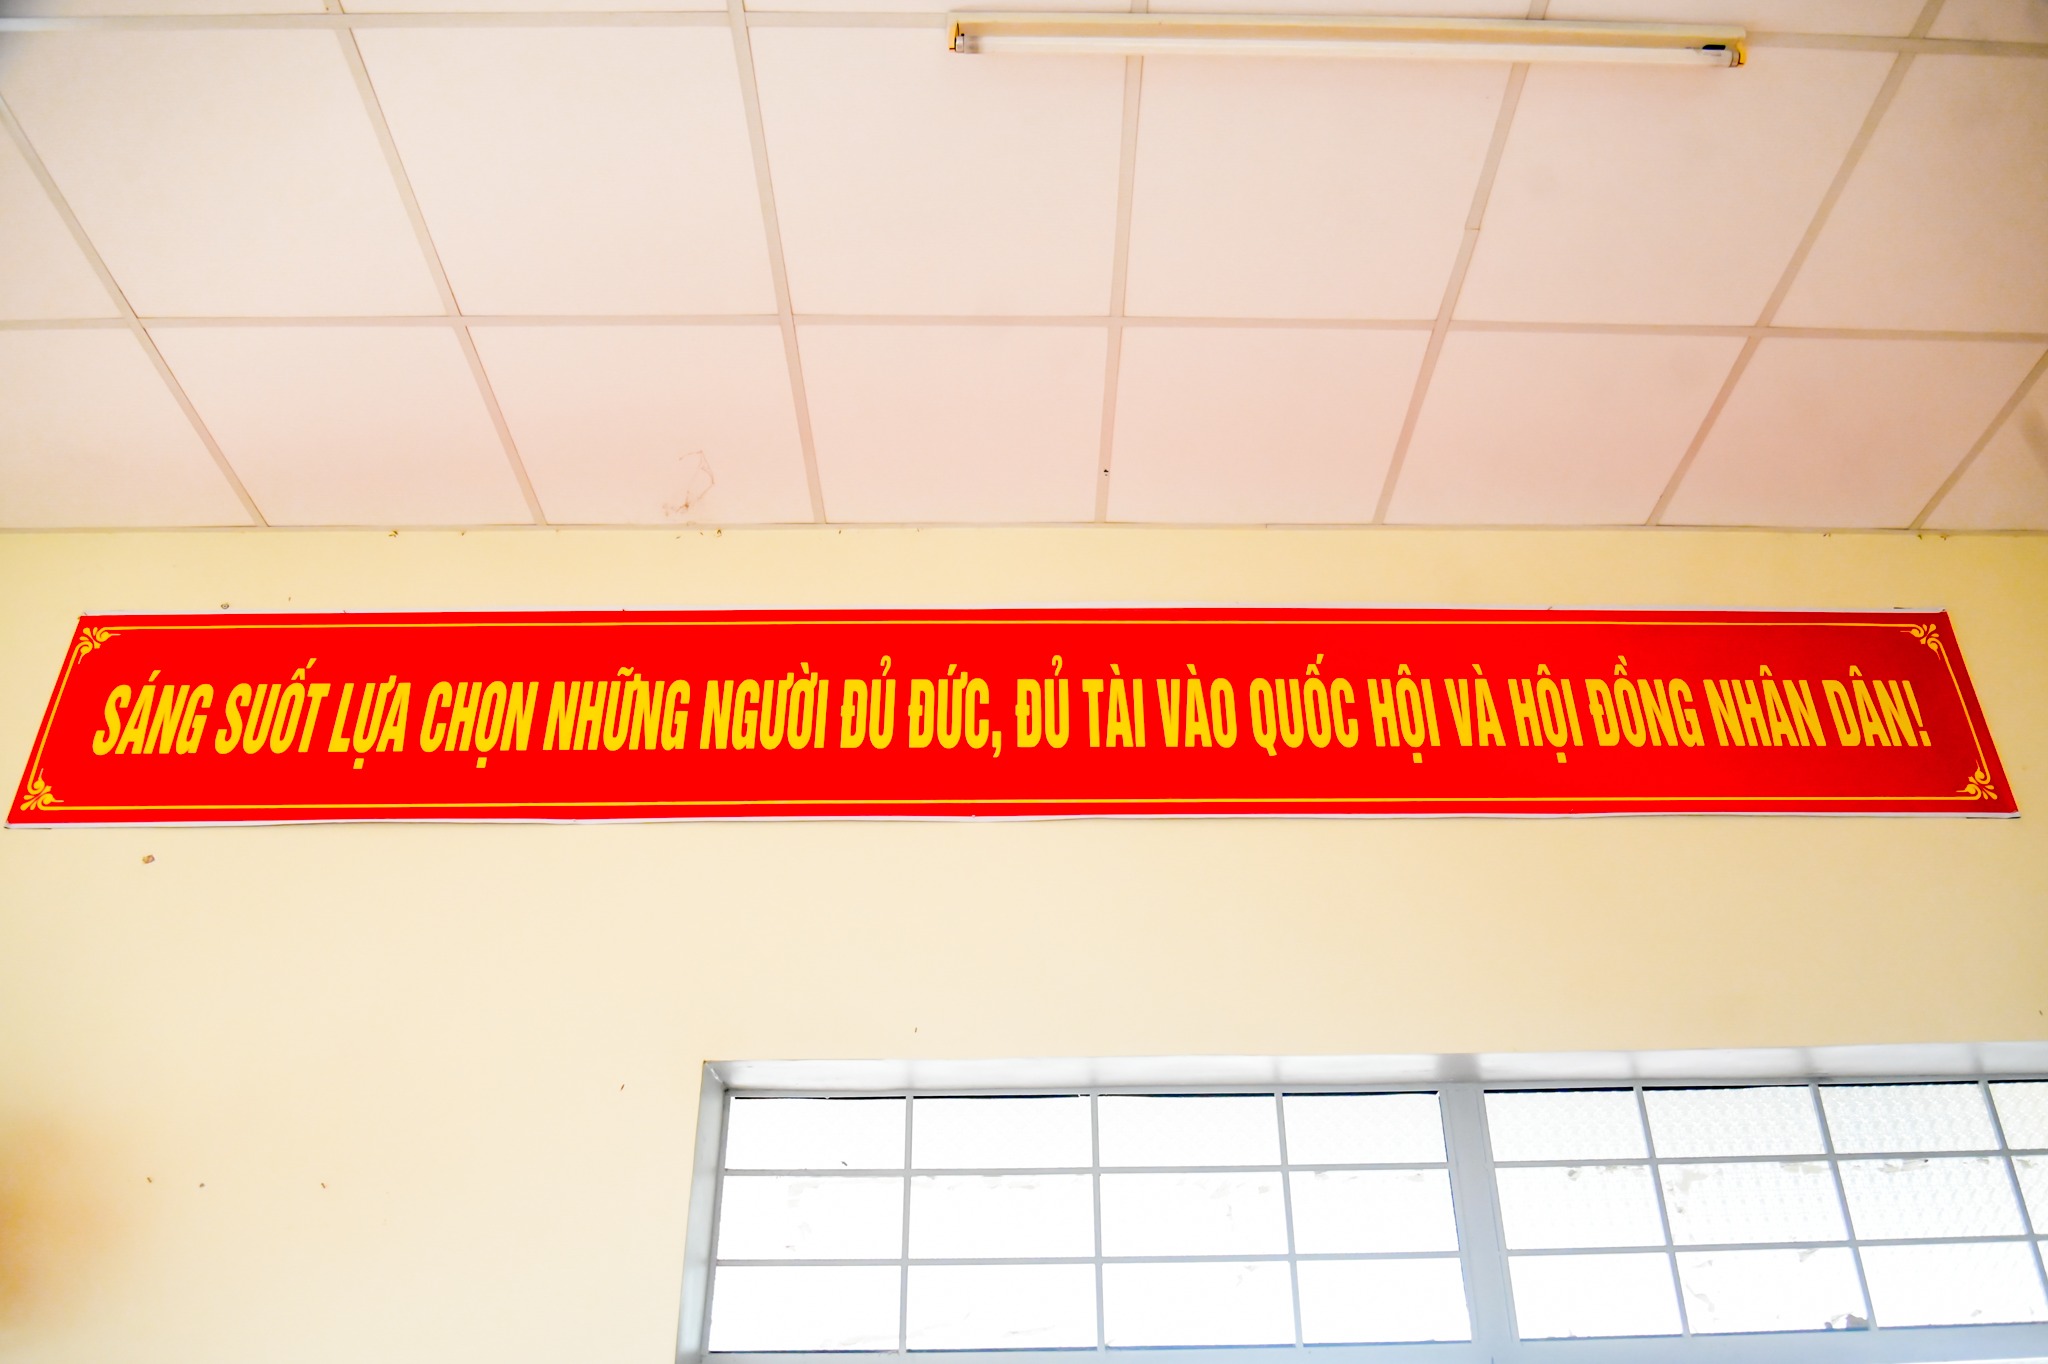 SÁNG SUỐT LỰA CHỌN NHỮNG NGƯỜI ĐỦ ĐỨC, ĐỦ TÀI VÀO QUỐC HỘI VÀ HỘI ĐỒNG NHÂN DÂN!